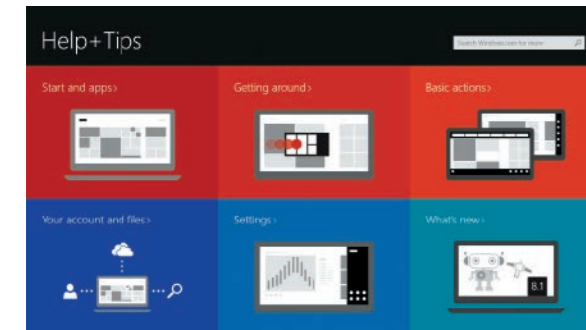 Help+Tips
Search Windows.com for more
Start and apps›
Getting around›
Basic actions›
Your account and files›
Settings ›
What's new›
8.1